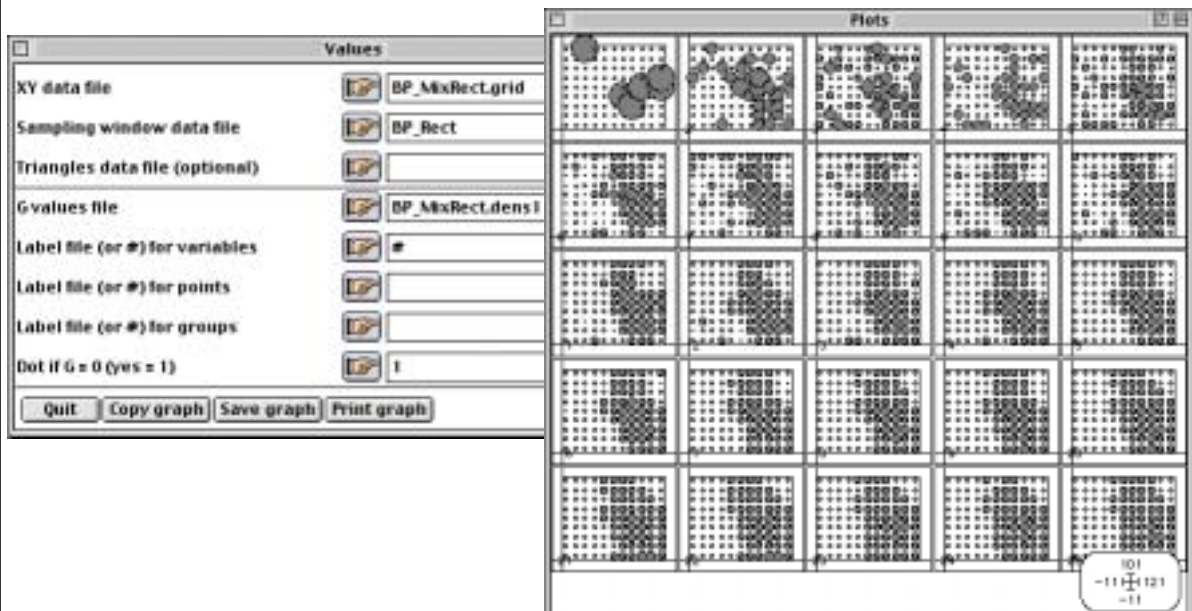 Values
XY data file
BP_MixRect.grid
Sampling window data file
BP_Rect
Triangles data file (optional)
G values file
BP_MixRect.dens1
Label file (or #) for variables
#
Label file (or #) for points
Label file (or #) for groups
Dot if G = 0 (yes = 1)
1
Quit
Copy graph
Save graph
Print graph
Plots
101
-11 121
-11